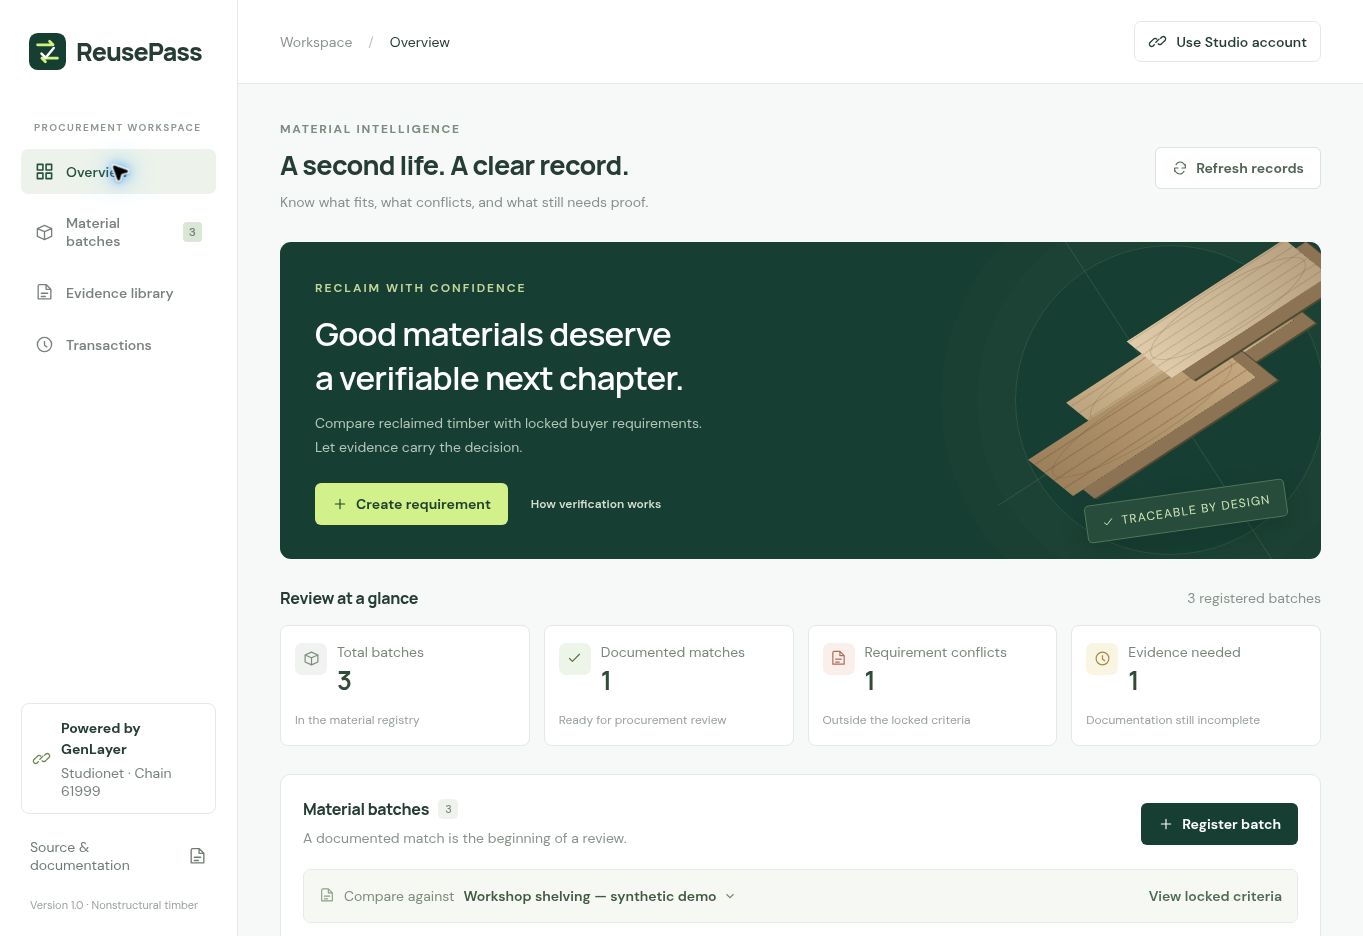 ReusePass
Workspace / Overview
Use Studio account
PROCUREMENT WORKSPACE
Overview
Material
batches
3
Evidence library
Transactions
Powered by
GenLayer
Studionet · Chain
61999
Source &
documentation
Version 1.0 · Nonstructural timber
MATERIAL INTELLIGENCE
A second life. A clear record.
Know what fits, what conflicts, and what still needs proof.
Refresh records
RECLAIM WITH CONFIDENCE
Good materials deserve
a verifiable next chapter.
Compare reclaimed timber with locked buyer requirements.
Let evidence carry the decision.
Create requirement
How verification works
TRACEABLE BY DESIGN
Review at a glance
3 registered batches
Total batches
3
In the material registry
Documented matches
1
Ready for procurement review
Requirement conflicts
1
Outside the locked criteria
Evidence needed
1
Documentation still incomplete
Material batches 3
A documented match is the beginning of a review.
Register batch
Compare against Workshop shelving — synthetic demo
View locked criteria